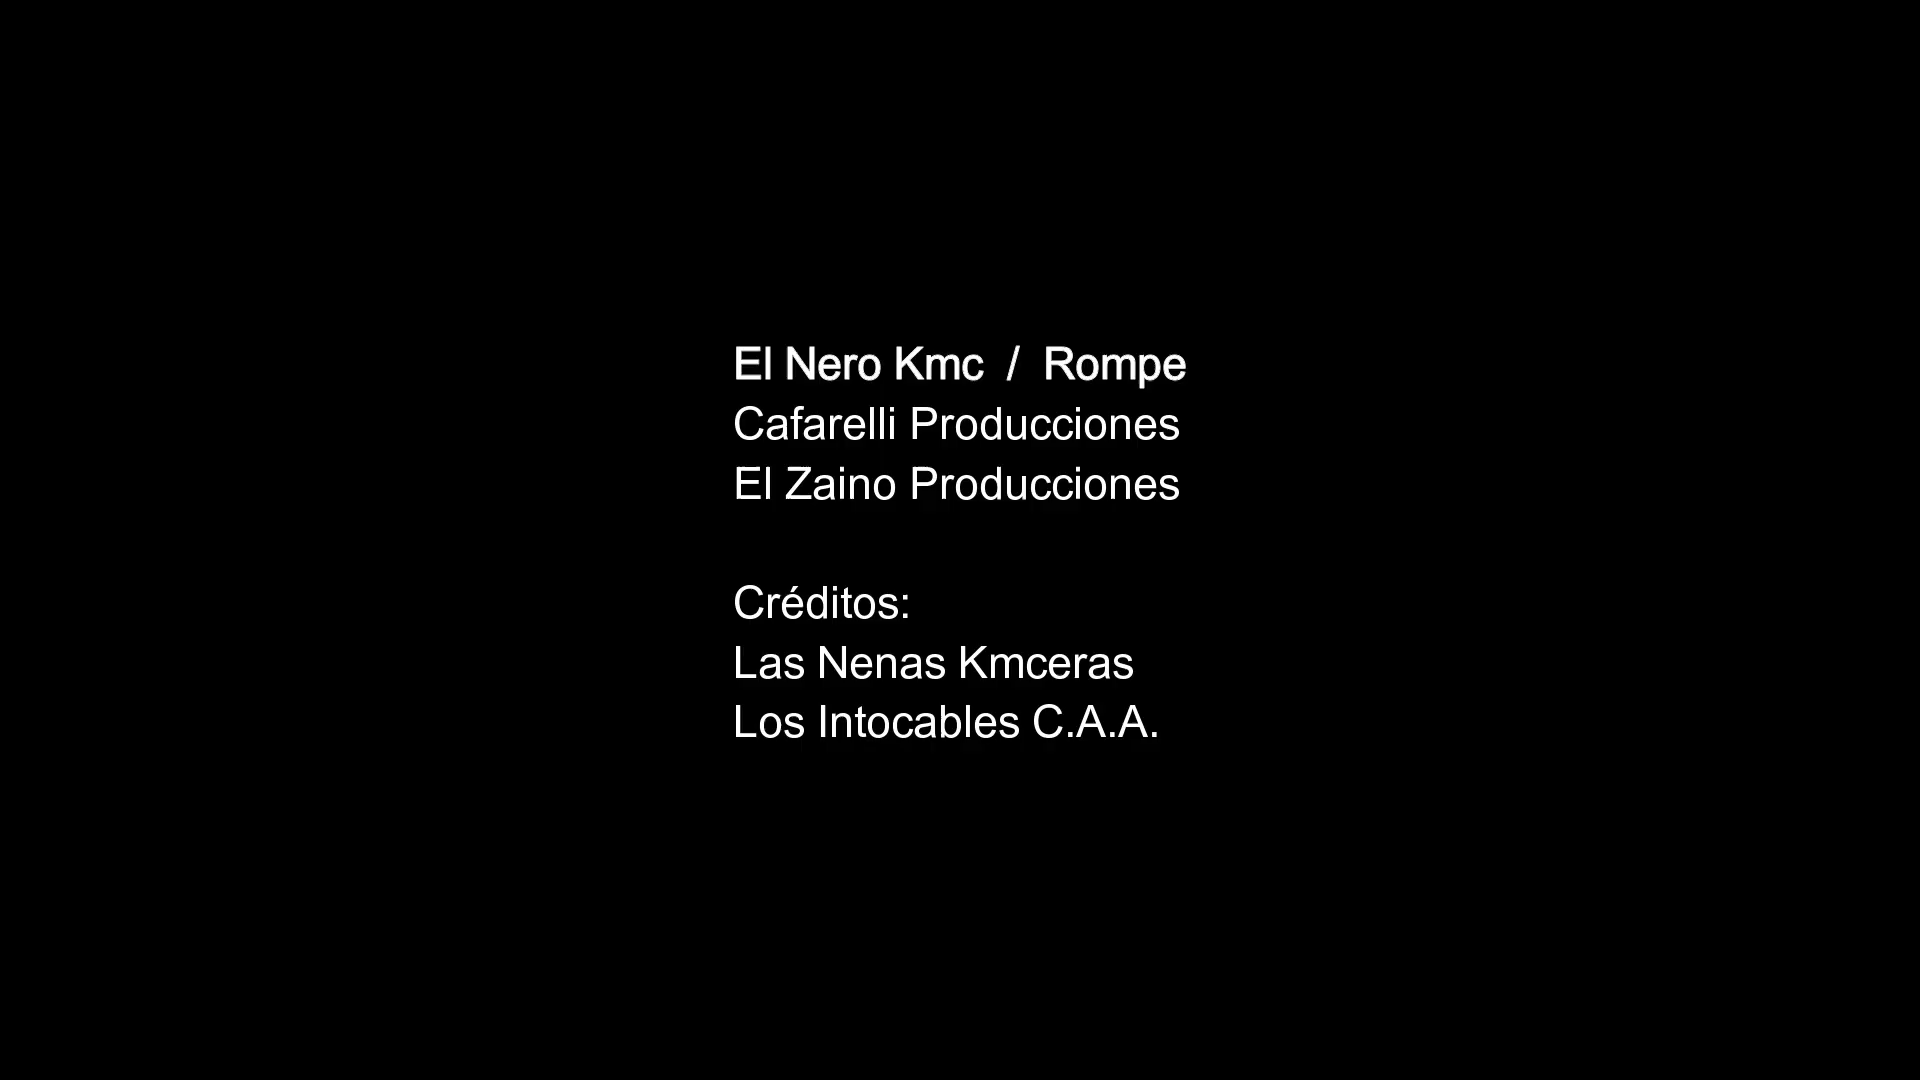 El Nero Kmc / Rompe
Cafarelli Producciones
El Zaino Producciones
Créditos:
Las Nenas Kmceras
Los Intocables C.A.A.